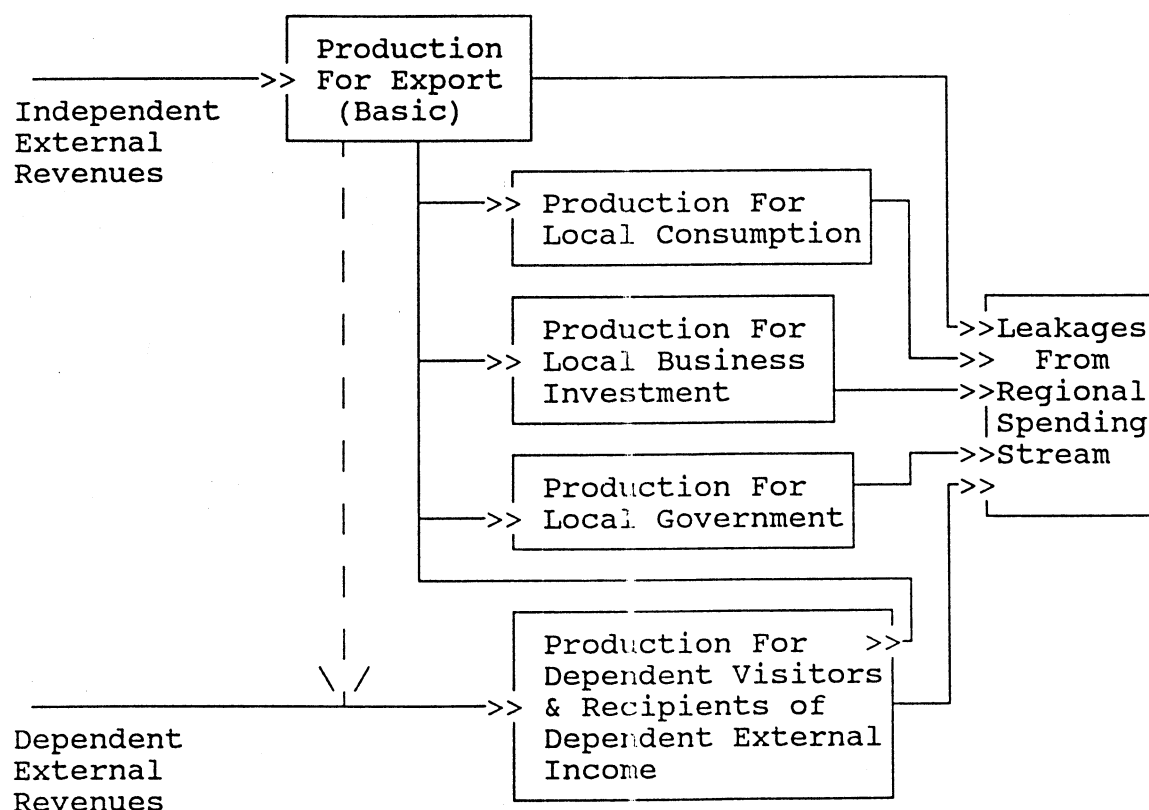 Production
For Export
(Basic)
Independent
External
Revenues
Production For
Local Consumption
Production For
Local Business
Investment
Production For
Local Government
Leakages
From
Regional
Spending
Stream
Production For
Dependent Visitors
& Recipients of
Dependent External
Income
Dependent
External
Revenues